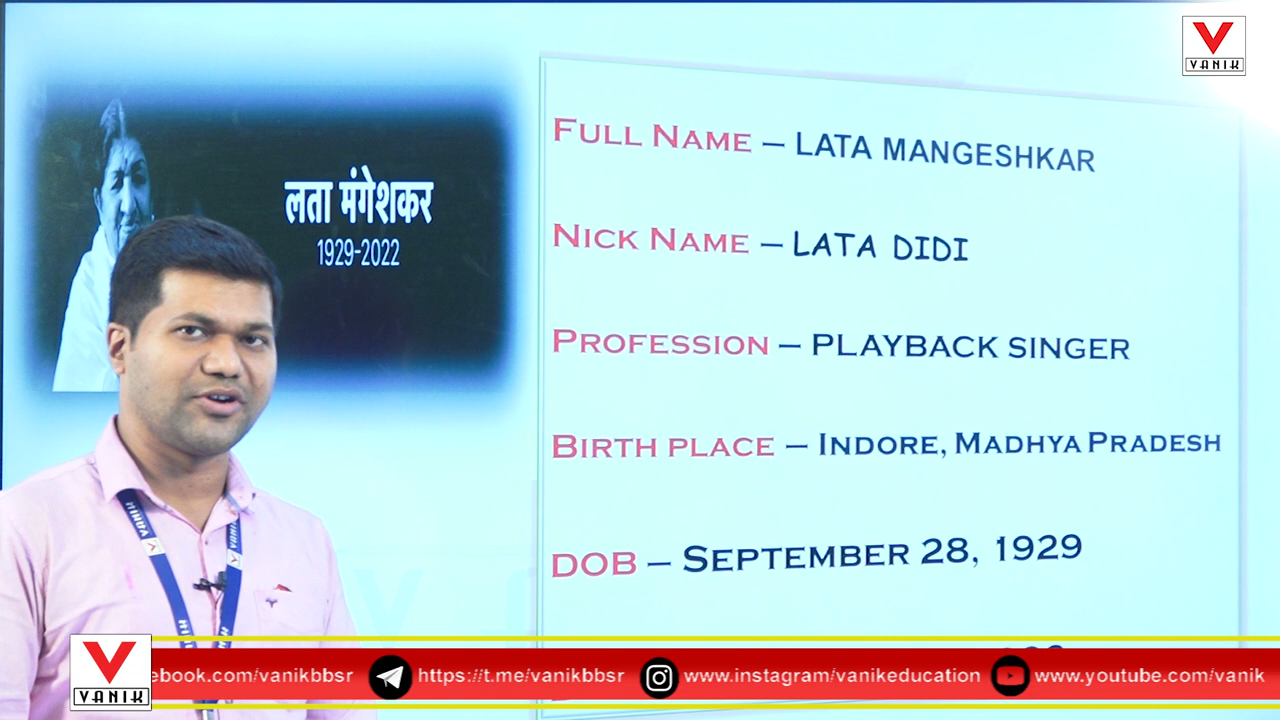 VANIK
लता मंगेशकर
1929-2022
FULL NAME – LATA MANGESHKAR
NICK NAME – LATA DIDI
PROFESSION – PLAYBACK SINGER
BIRTH PLACE – INDORE, MADHYA PRADESH
DOB – SEPTEMBER 28, 1929
VANIK
ebook.com/vanikbbsr
https://t.me/vanikbbsr
www.instagram/vanikeducation
www.youtube.com/vanik